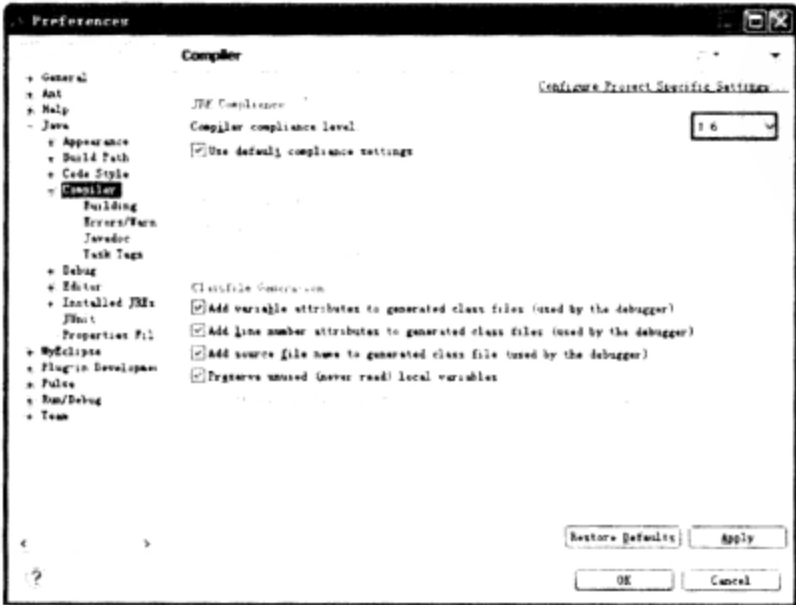 Preferences
Compiler
Configure Project Specific Settings...
+ General
+ Ant
+ Help
- Java
+ Appearance
+ Build Path
+ Code Style
Compiler
Building
Errors/Warn
Javadoc
Task Tags
+ Debug
+ Editor
+ Installed JREs
JUnit
Properties Fil
+ MyEclipse
+ Plug-in Developmen
+ Pulse
+ Run/Debug
+ Team
JDK Compliance
Compiler compliance level
1.6
Use default compliance settings
Classfile Generation
Add variable attributes to generated class files (used by the debugger)
Add line number attributes to generated class files (used by the debugger)
Add source file name to generated class file (used by the debugger)
Preserve unused (never read) local variables
Restore Defaults
Apply
?
OK
Cancel